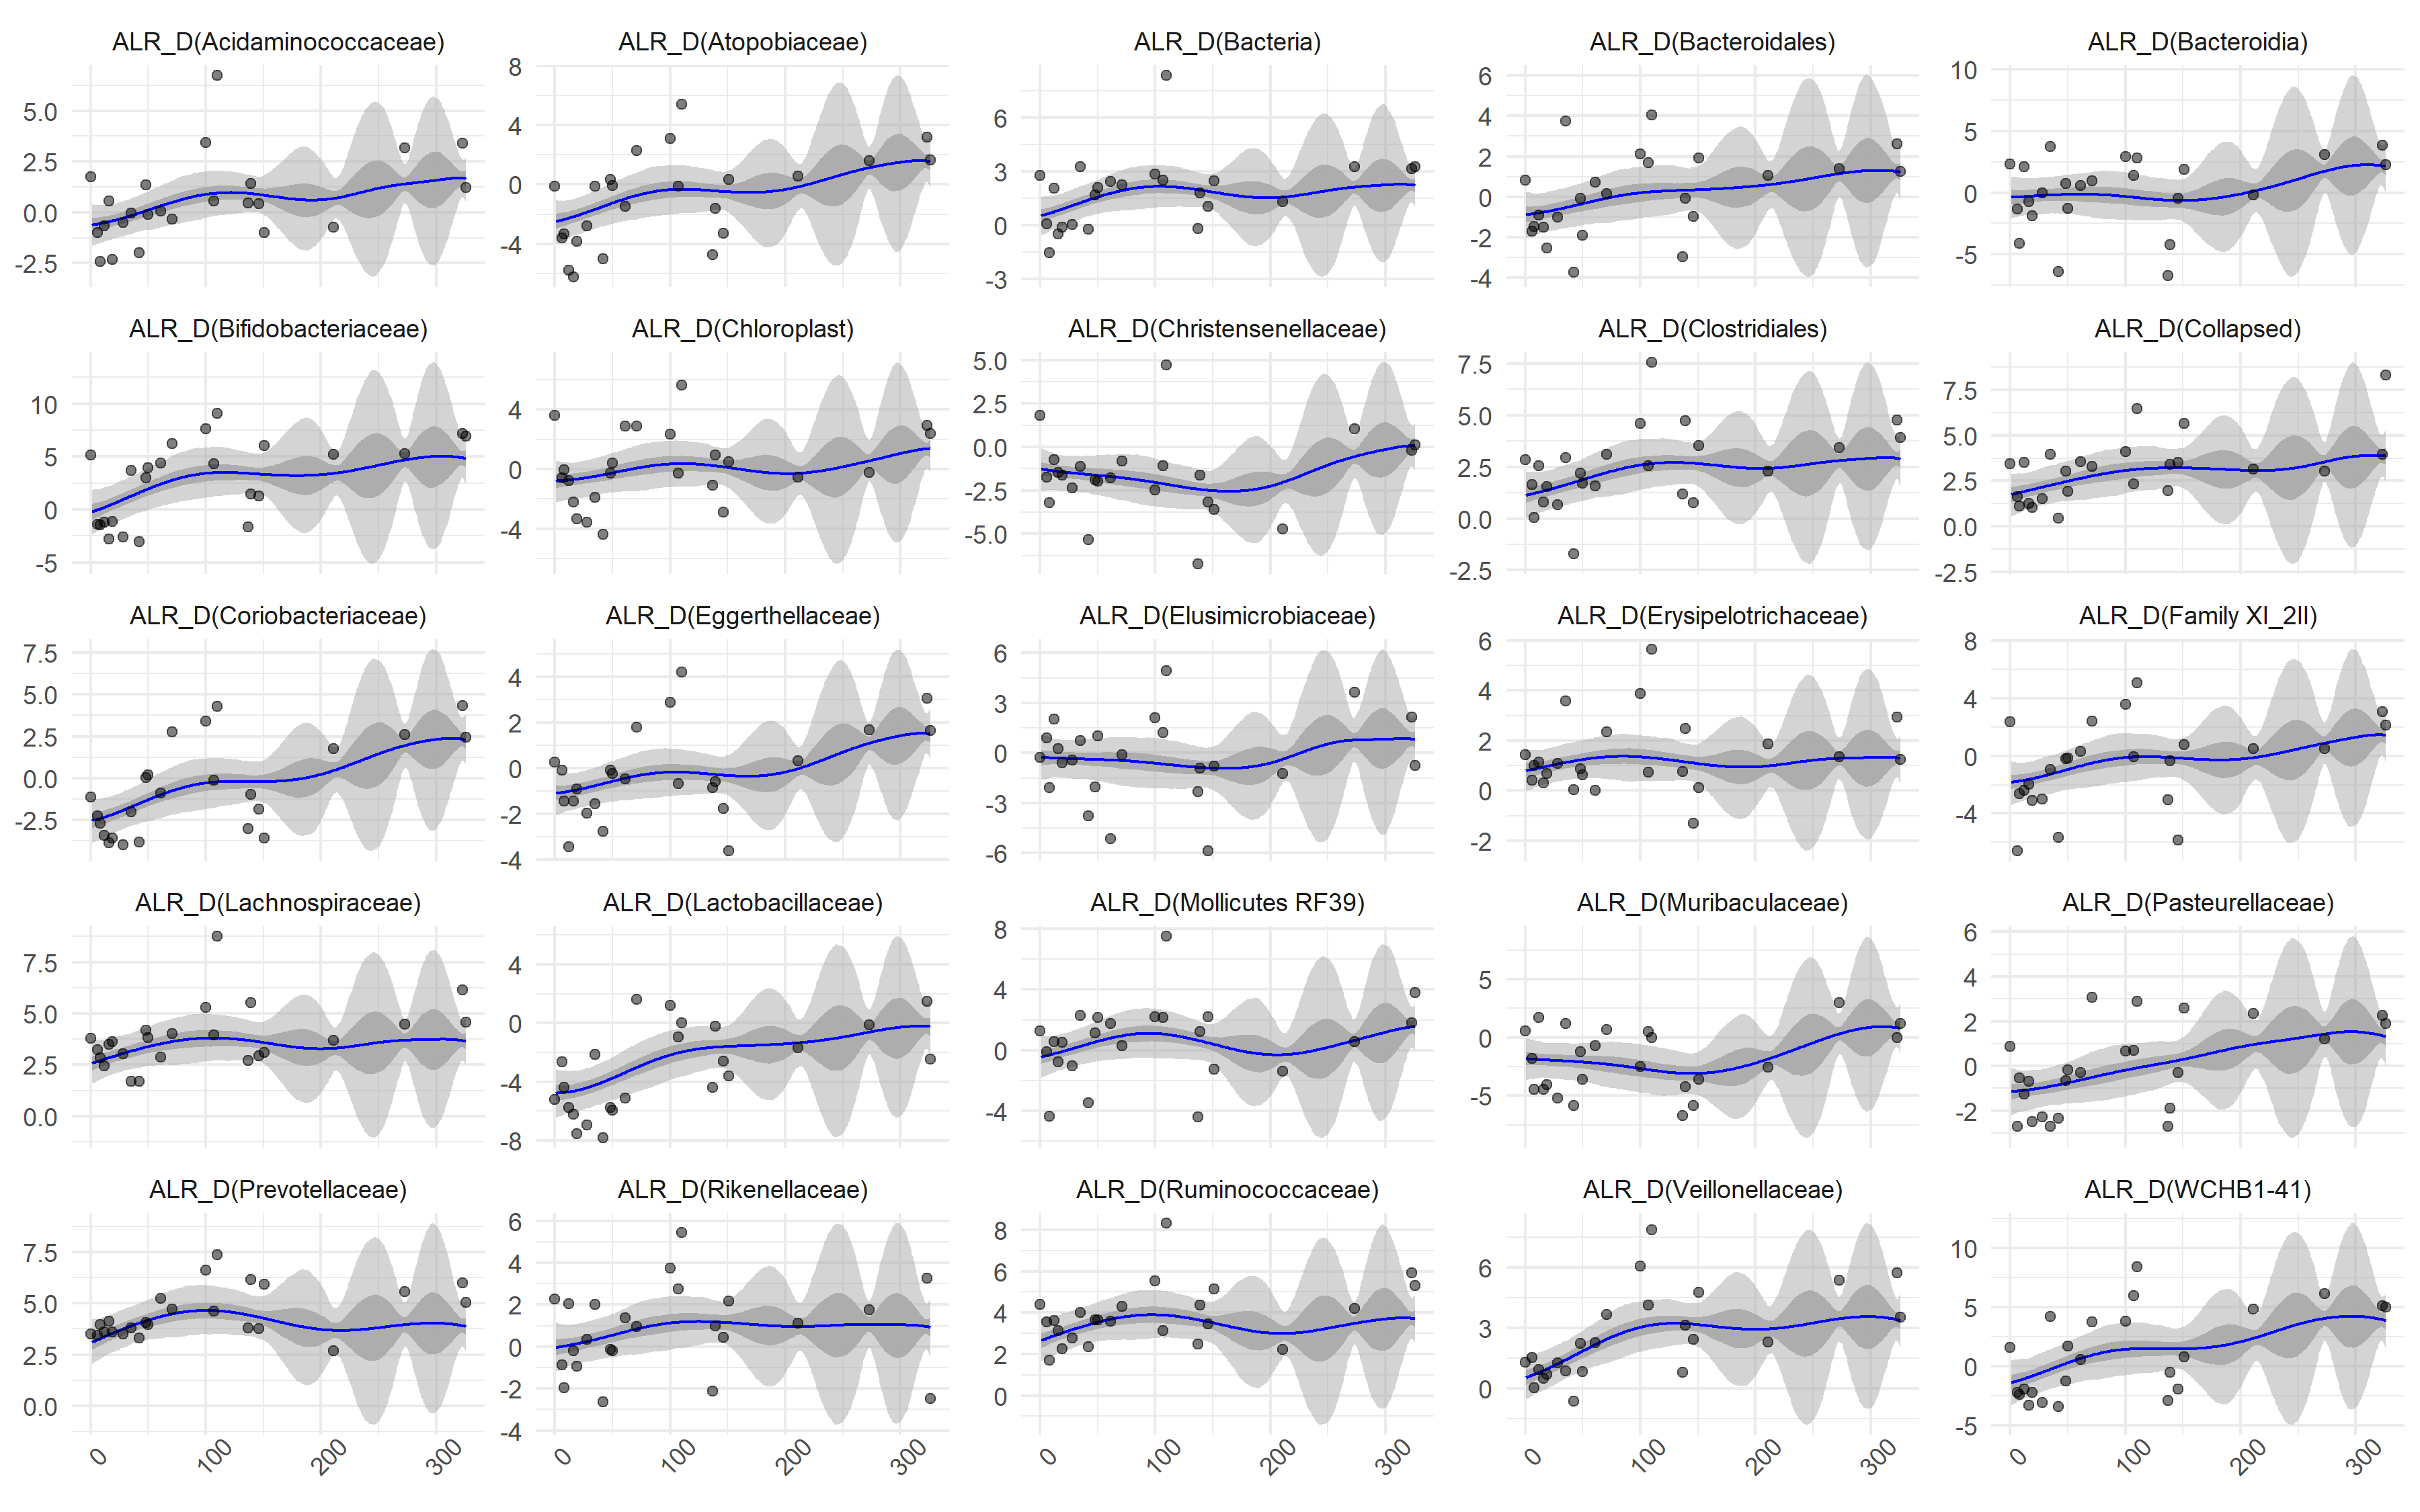 ALR_D(Acidaminococcaceae) ALR_D(Atopobiaceae) ALR_D(Bacteria) ALR_D(Bacteroidales) ALR_D(Bacteroidia)
5.0 2.5 0.0 -2.5
8 4 0 -4
6 3 0 -3
6 4 2 0 -2 -4
10 5 0 -5
ALR_D(Bifidobacteriaceae) ALR_D(Chloroplast) ALR_D(Christensenellaceae) ALR_D(Clostridiales) ALR_D(Collapsed)
10 5 0 -5
4 0 -4
5.0 2.5 0.0 -2.5 -5.0
7.5 5.0 2.5 0.0 -2.5
7.5 5.0 2.5 0.0 -2.5
ALR_D(Coriobacteriaceae) ALR_D(Eggerthellaceae) ALR_D(Elusimicrobiaceae) ALR_D(Erysipelotrichaceae) ALR_D(Family XI_2II)
7.5 5.0 2.5 0.0 -2.5
4 2 0 -2 -4
6 3 0 -3 -6
6 4 2 0 -2
8 4 0 -4
ALR_D(Lachnospiraceae) ALR_D(Lactobacillaceae) ALR_D(Mollicutes RF39) ALR_D(Muribaculaceae) ALR_D(Pasteurellaceae)
7.5 5.0 2.5 0.0
4 0 -4 -8
8 4 0 -4
5 0 -5
6 4 2 0 -2
ALR_D(Prevotellaceae) ALR_D(Rikenellaceae) ALR_D(Ruminococcaceae) ALR_D(Veillonellaceae) ALR_D(WCHB1-41)
7.5 5.0 2.5 0.0
6 4 2 0 -2 -4
8 6 4 2 0
6 3 0
10 5 0 -5
0 100 200 300 0 100 200 300 0 100 200 300 0 100 200 300 0 100 200 300